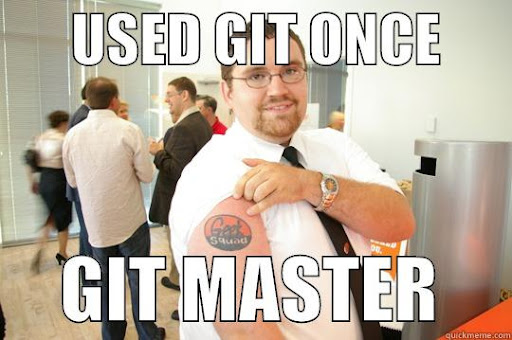 USED GIT ONCE
Geek
Squad
GIT MASTER
quickmeme.com